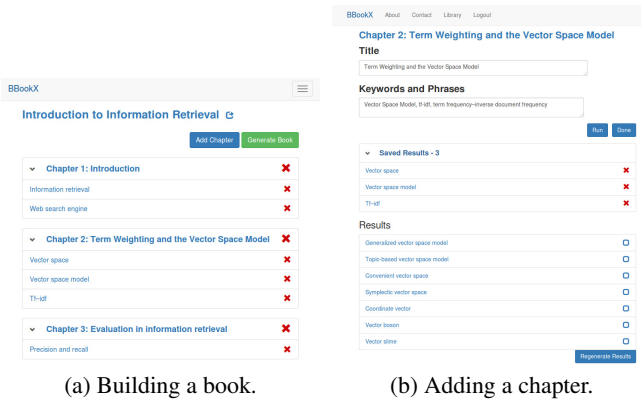 BBookX
Introduction to Information Retrieval
Add Chapter
Generate Book
Chapter 1: Introduction
Information retrieval
Web search engine
Chapter 2: Term Weighting and the Vector Space Model
Vector space
Vector space model
Tf–idf
Chapter 3: Evaluation in information retrieval
Precision and recall
(a) Building a book.
BBookX About Contact Library Logout
Chapter 2: Term Weighting and the Vector Space Model
Title
Term Weighting and the Vector Space Model
Keywords and Phrases
Vector Space Model, tf-idf, term frequency–inverse document frequency
Run Done
Saved Results - 3
Vector space
Vector space model
Tf–idf
Results
Generalized vector space model
Topic-based vector space model
Convenient vector space
Symplectic vector space
Coordinate vector
Vector boson
Vector slime
Regenerate Results
(b) Adding a chapter.